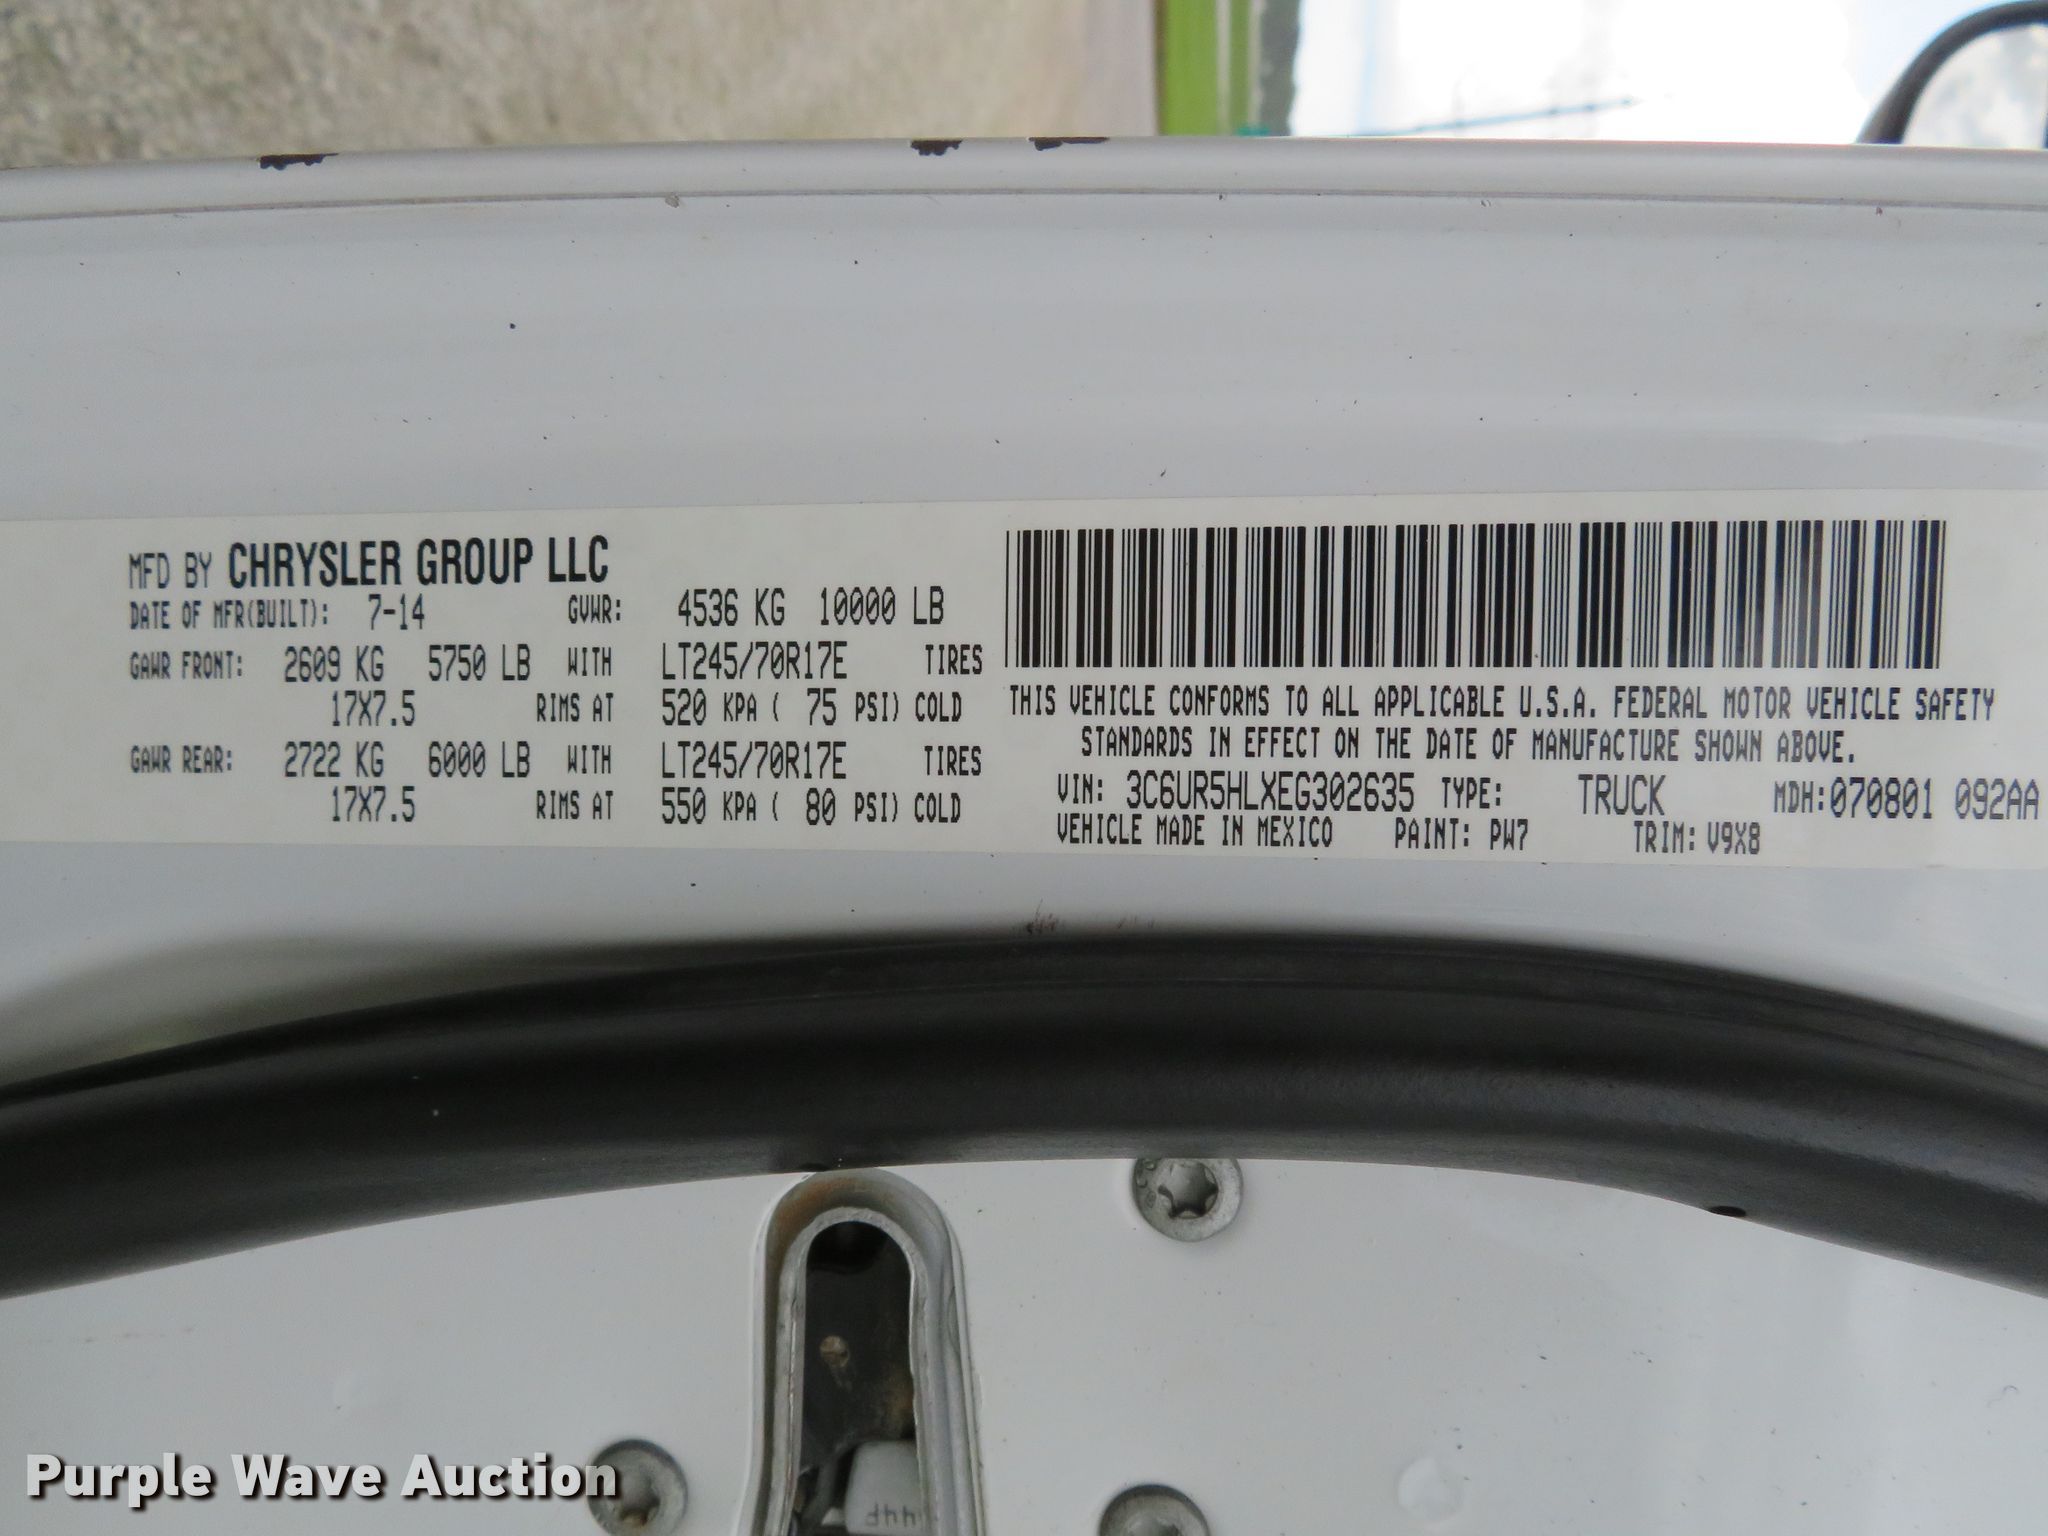 MFD BY CHRYSLER GROUP LLC
DATE OF MFR(BUILT): 7-14 GVWR: 4536 KG 10000 LB
GAWR FRONT: 2609 KG 5750 LB WITH LT245/70R17E TIRES
17X7.5 RIMS AT 520 KPA ( 75 PSI) COLD
GAWR REAR: 2722 KG 6000 LB WITH LT245/70R17E TIRES
17X7.5 RIMS AT 550 KPA ( 80 PSI) COLD
THIS VEHICLE CONFORMS TO ALL APPLICABLE U.S.A. FEDERAL MOTOR VEHICLE SAFETY
STANDARDS IN EFFECT ON THE DATE OF MANUFACTURE SHOWN ABOVE.
VIN: 3C6UR5HLXEG302635 TYPE: TRUCK MDH:070801 092AA
VEHICLE MADE IN MEXICO PAINT: PW7 TRIM: V9X8
Purple Wave Auction